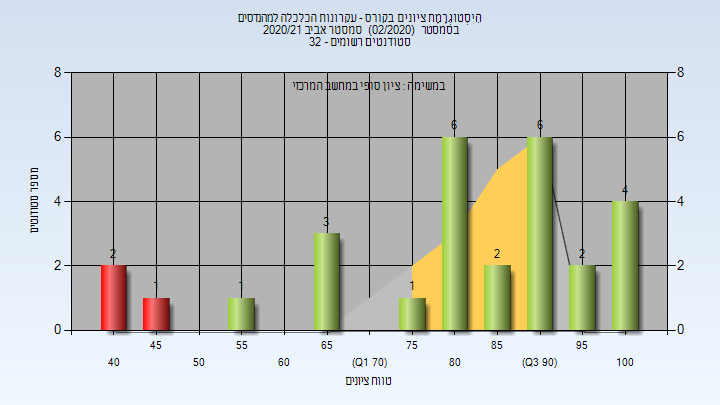 היסטוגרמת ציונים בקורס - עקרונות הכלכלה למהנדסים
בסמסטר (02/2020) סמסטר אביב 2020/21
סטודנטים רשומים - 32
במשימה : ציון סופי במחשב המרכזי
מספר סטודנטים
8 8
6 6
4 4
2 2
0 0
2 1 1 3 1 6 2 6 2 4
45 55 65 75 85 95
40 50 60 (Q1 70) 80 (Q3 90) 100
טווח ציונים